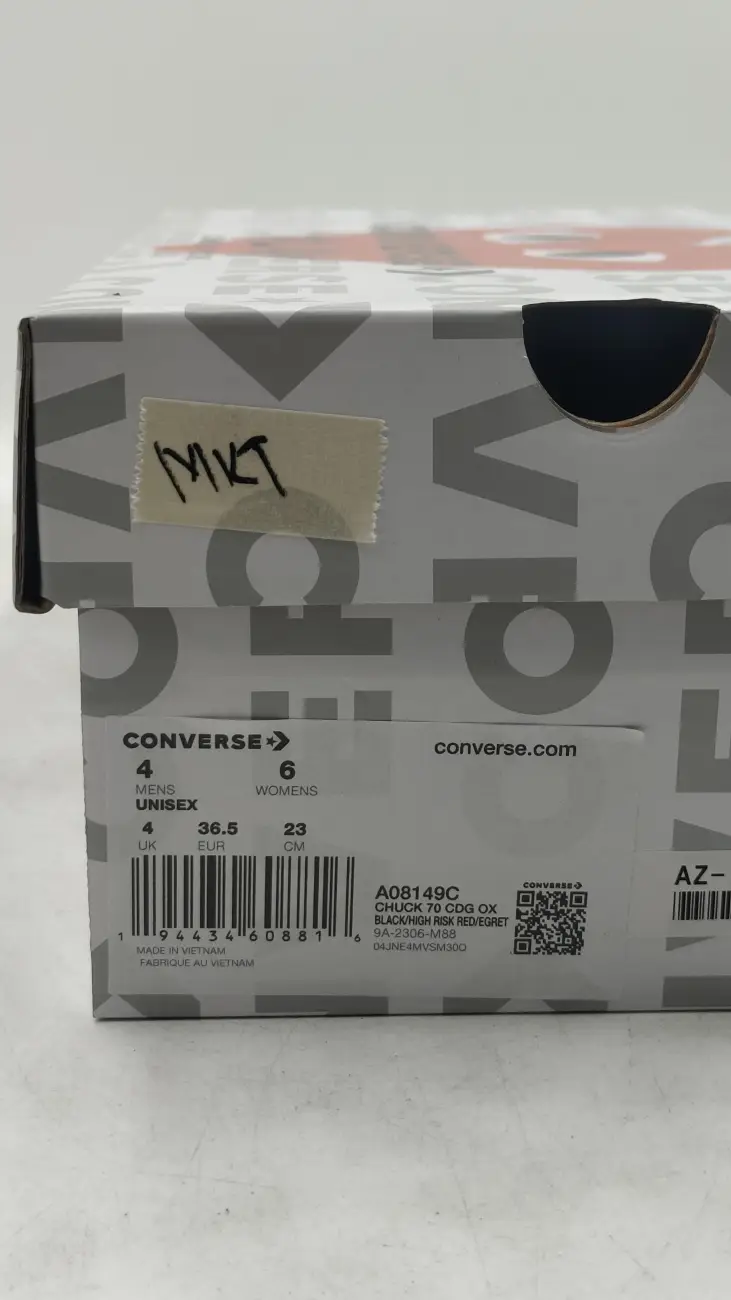 MKT
CONVERSE
converse.com
4 6
MENS WOMENS
UNISEX
4 36.5 23
UK EUR CM
1 94434 60881 6
MADE IN VIETNAM
FABRIQUE AU VIETNAM
A08149C
CHUCK 70 CDG OX
BLACK/HIGH RISK RED/EGRET
9A-2306-M88
04JNE4MVSM30O
CONVERSE
AZ-